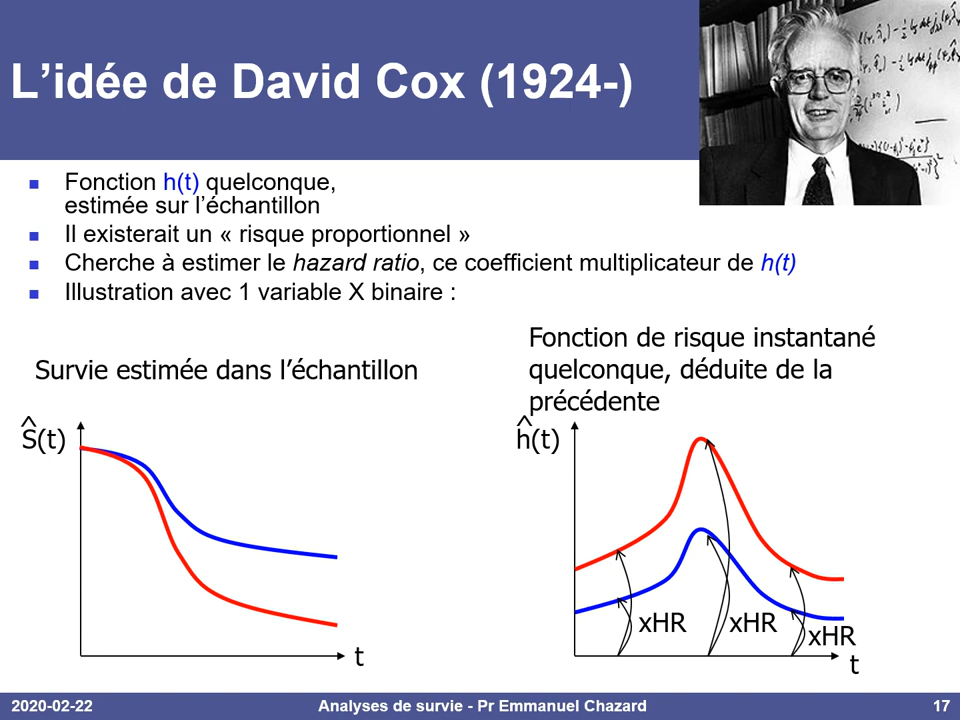 L’idée de David Cox (1924-)
Fonction h(t) quelconque,
estimée sur l’échantillon
Il existerait un « risque proportionnel »
Cherche à estimer le hazard ratio, ce coefficient multiplicateur de h(t)
Illustration avec 1 variable X binaire :
Survie estimée dans l’échantillon
Ŝ(t)
t
Fonction de risque instantané
quelconque, déduite de la
précédente
ĥ(t)
xHR
xHR
xHR
t
2020-02-22
Analyses de survie - Pr Emmanuel Chazard
17